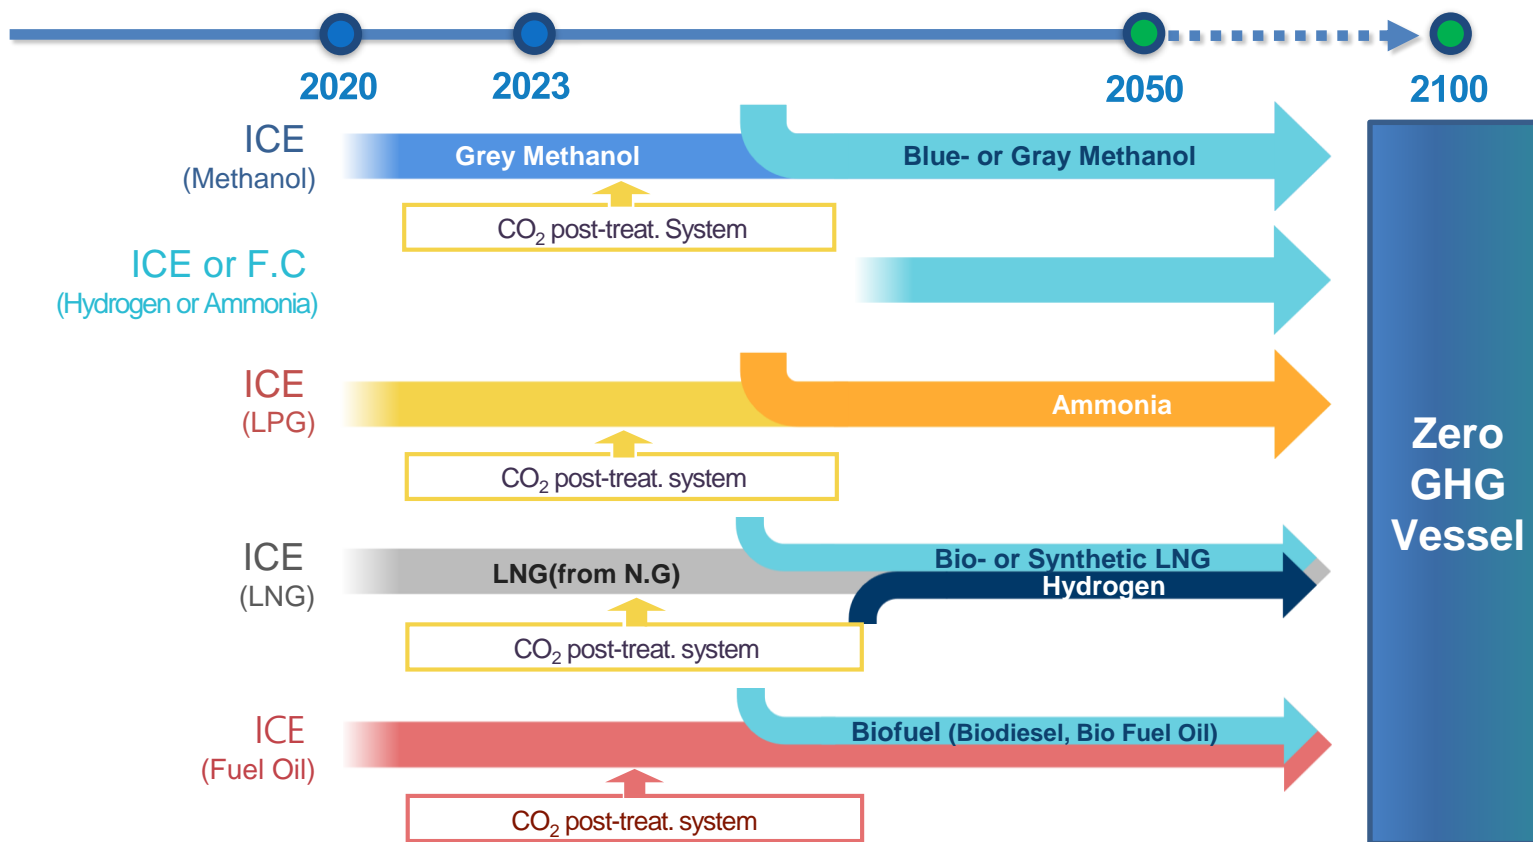 2020 2023 2050 2100
ICE
(Methanol)
Grey Methanol
Blue- or Gray Methanol
CO₂ post-treat. System
ICE or F.C
(Hydrogen or Ammonia)
ICE
(LPG)
Ammonia
CO₂ post-treat. system
ICE
(LNG)
LNG(from N.G)
Bio- or Synthetic LNG
Hydrogen
CO₂ post-treat. system
ICE
(Fuel Oil)
Biofuel (Biodiesel, Bio Fuel Oil)
CO₂ post-treat. system
Zero
GHG
Vessel